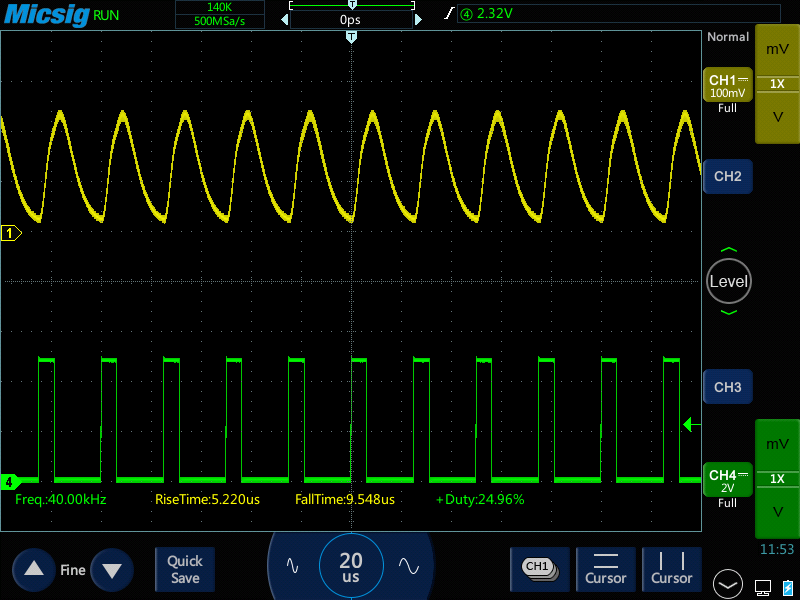 Micsig RUN
140K
500MSa/s
T
0ps
4 2.32V
T
Normal
mV
CH1
100mV
1X
Full
V
CH2
1
Level
CH3
mV
CH4
2V
1X
4
Full
V
Freq.:40.00kHz RiseTime:5.220us FallTime:9.548us +Duty:24.96%
11:53
Fine
Quick
Save
20
us
CH1
Cursor
Cursor